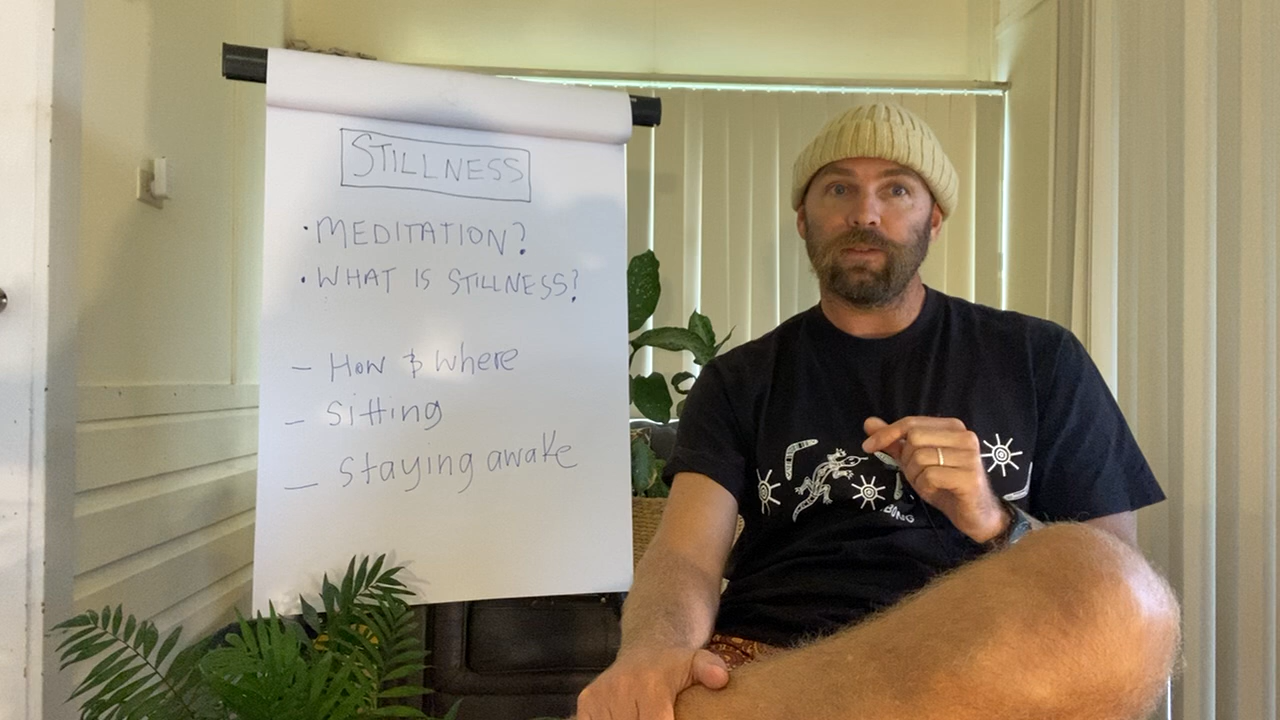 STILLNESS
• MEDITATION?
• WHAT IS STILLNESS?
- How & where
- Sitting
- Staying awake